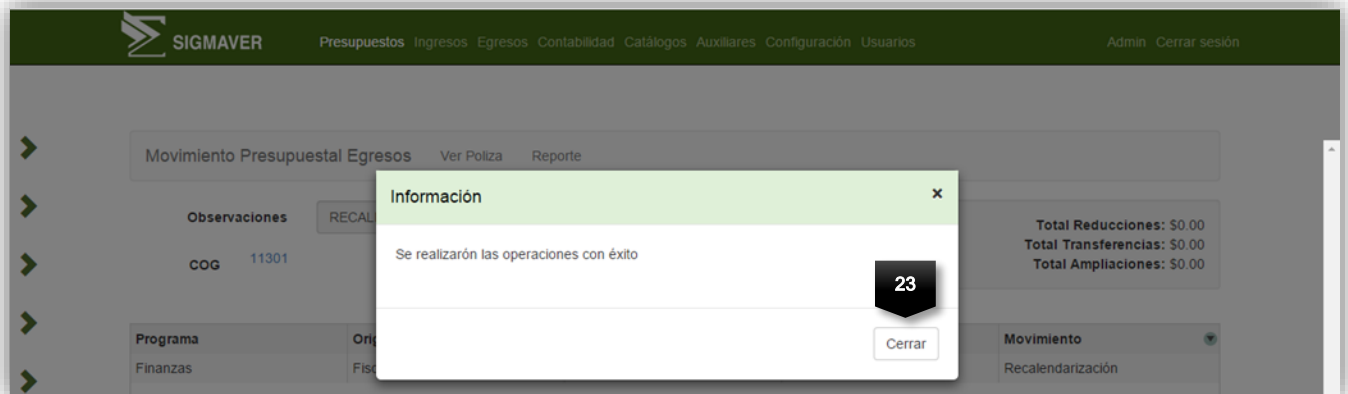 SIGMAVER Presupuestos Ingresos Egresos Contabilidad Catálogos Auxiliares Configuración Usuarios Admin Cerrar sesión
Movimiento Presupuestal Egresos Ver Poliza Reporte
Información ×
Observaciones RECAL
Total Reducciones: $0.00
Total Transferencias: $0.00
Se realizarón las operaciones con éxito
COG 11301
Total Ampliaciones: $0.00
23
Cerrar
Programa Orig Movimiento
Finanzas Fisc Recalendarización